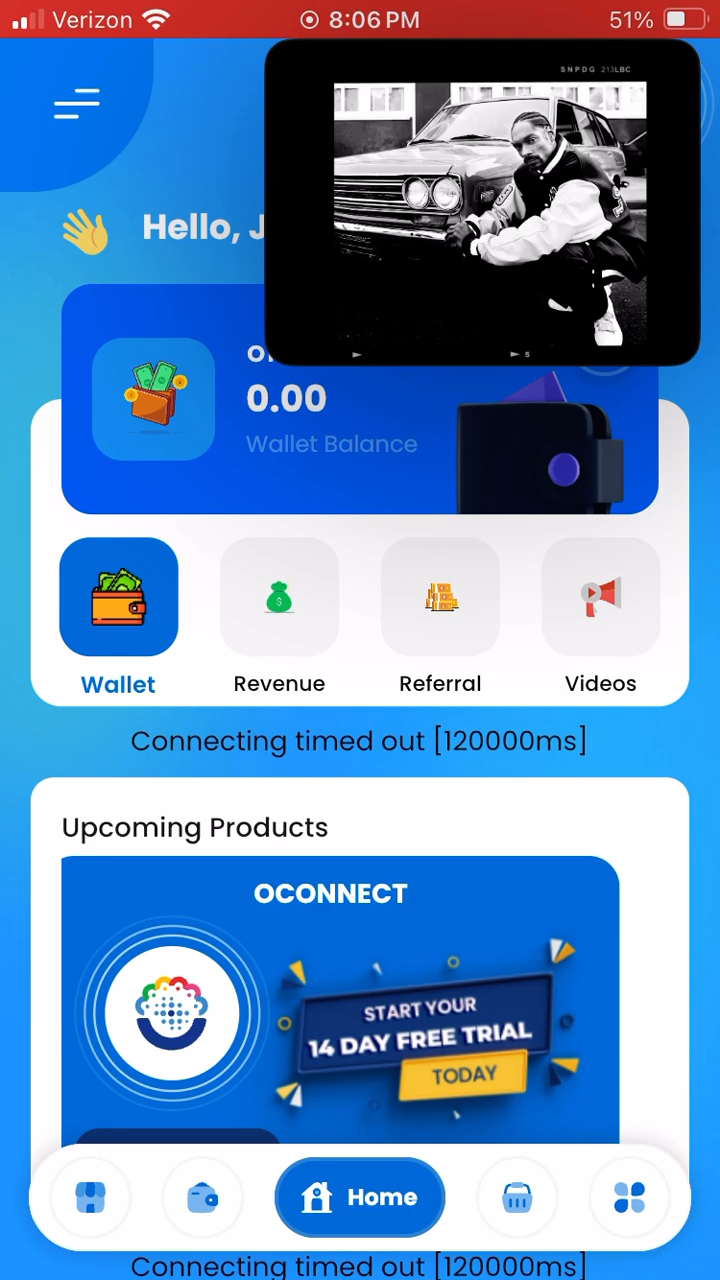 Verizon 8:06 PM 51%
SNPDG 213LBC
Hello, J
5
0.00
Wallet Balance
Wallet Revenue Referral Videos
Connecting timed out [120000ms]
Upcoming Products
OCONNECT
START YOUR
14 DAY FREE TRIAL
TODAY
Home
Connecting timed out [120000ms]